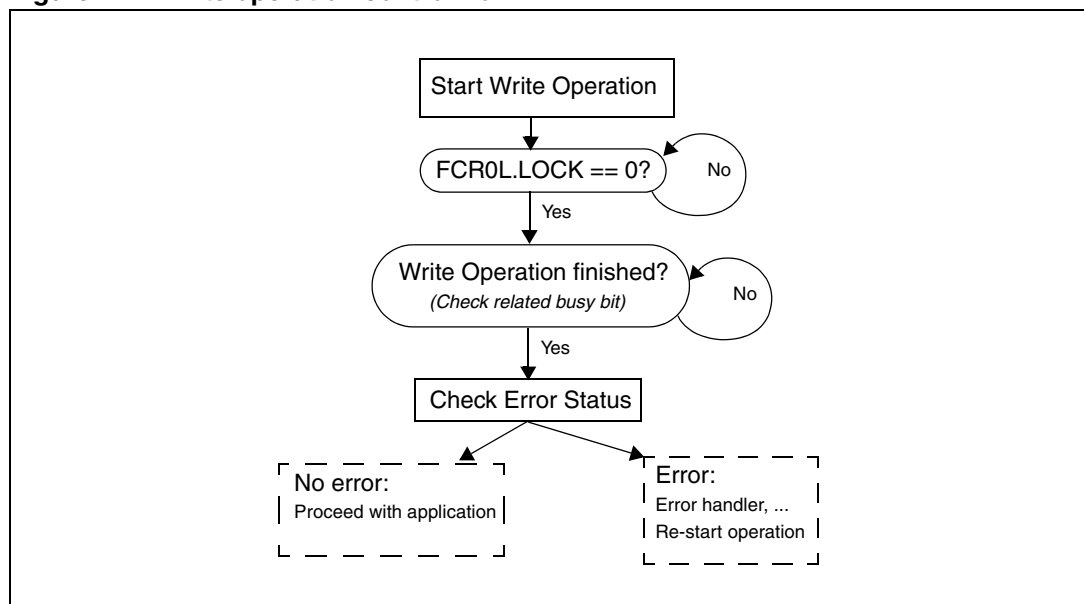 Start Write Operation
FCR0L.LOCK == 0?
No
Yes
Write Operation finished?
(Check related busy bit)
No
Yes
Check Error Status
No error:
Proceed with application
Error:
Error handler, ...
Re-start operation